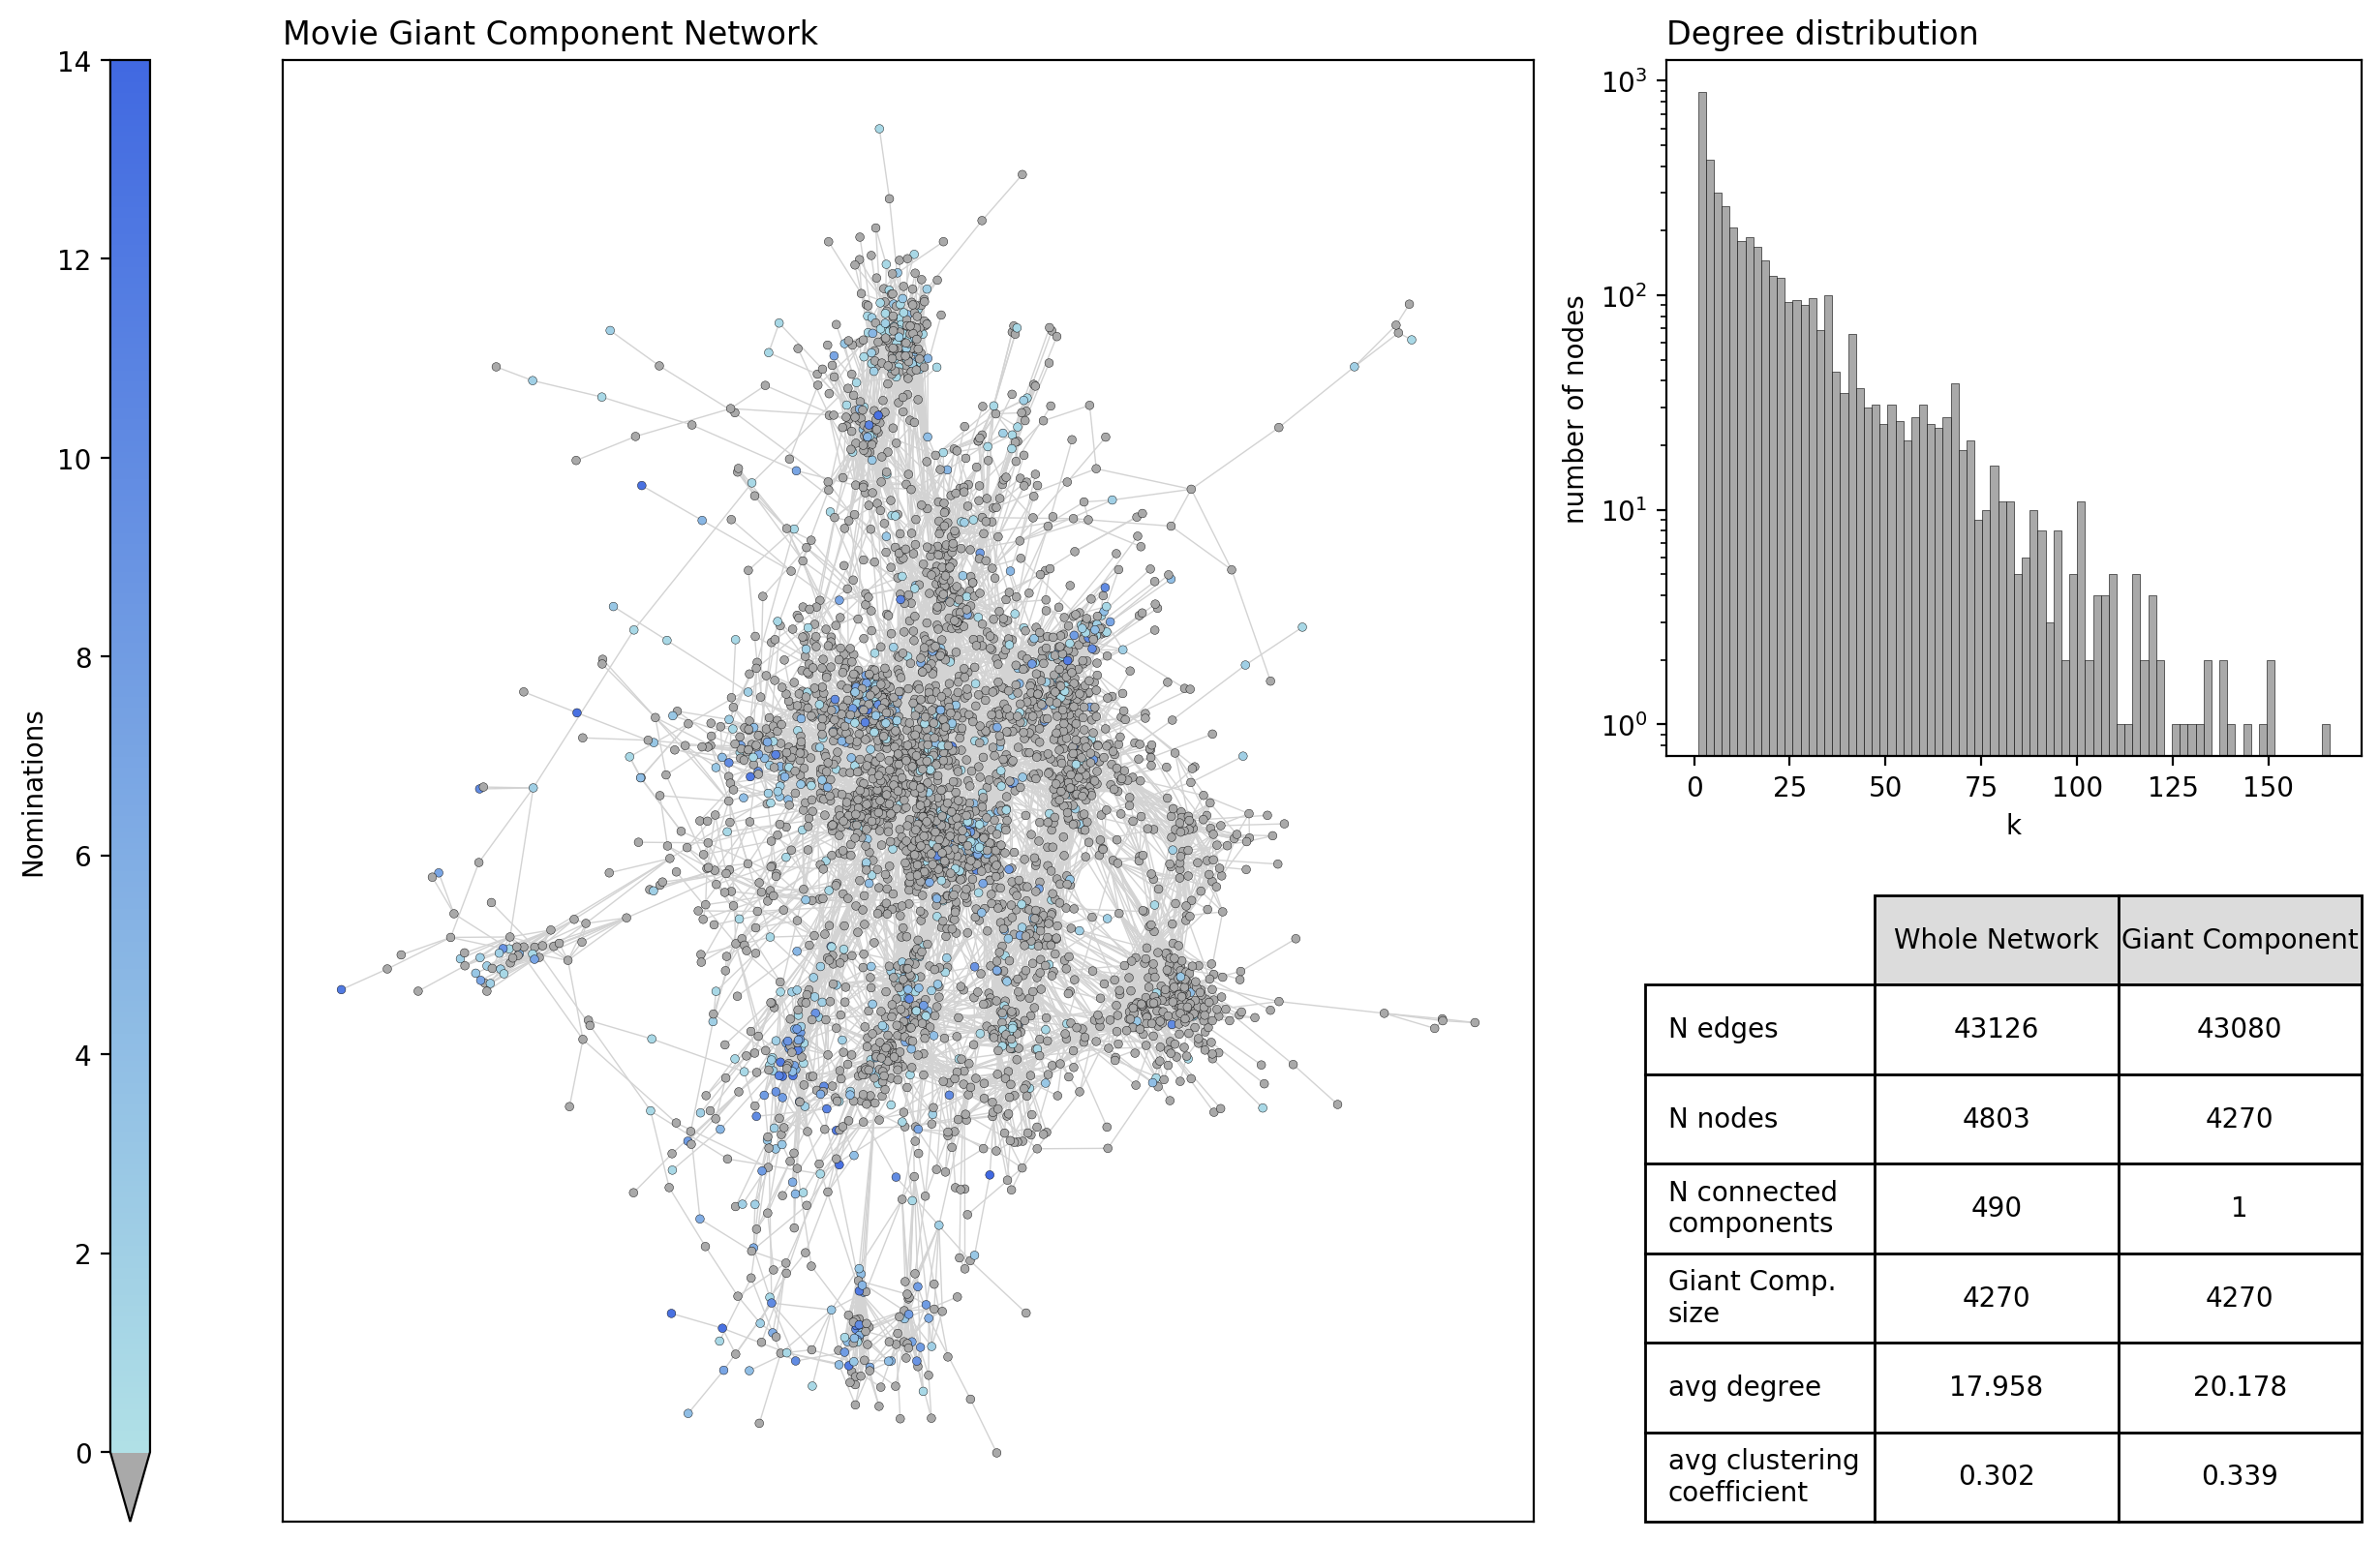 Movie Giant Component Network
14
12
10
8
6
4
2
0
Nominations
Degree distribution
10³
10²
10¹
10⁰
number of nodes
0 25 50 75 100 125 150
k
Whole Network Giant Component
N edges 43126 43080
N nodes 4803 4270
N connected
components 490 1
Giant Comp.
size 4270 4270
avg degree 17.958 20.178
avg clustering
coefficient 0.302 0.339